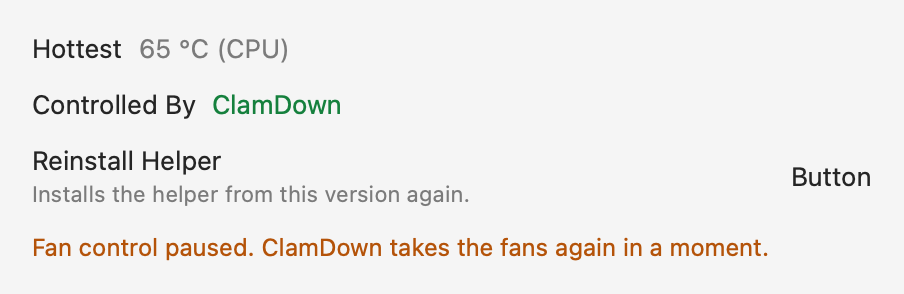 Hottest 65 °C (CPU)
Controlled By ClamDown
Reinstall Helper
Installs the helper from this version again.
Button
Fan control paused. ClamDown takes the fans again in a moment.